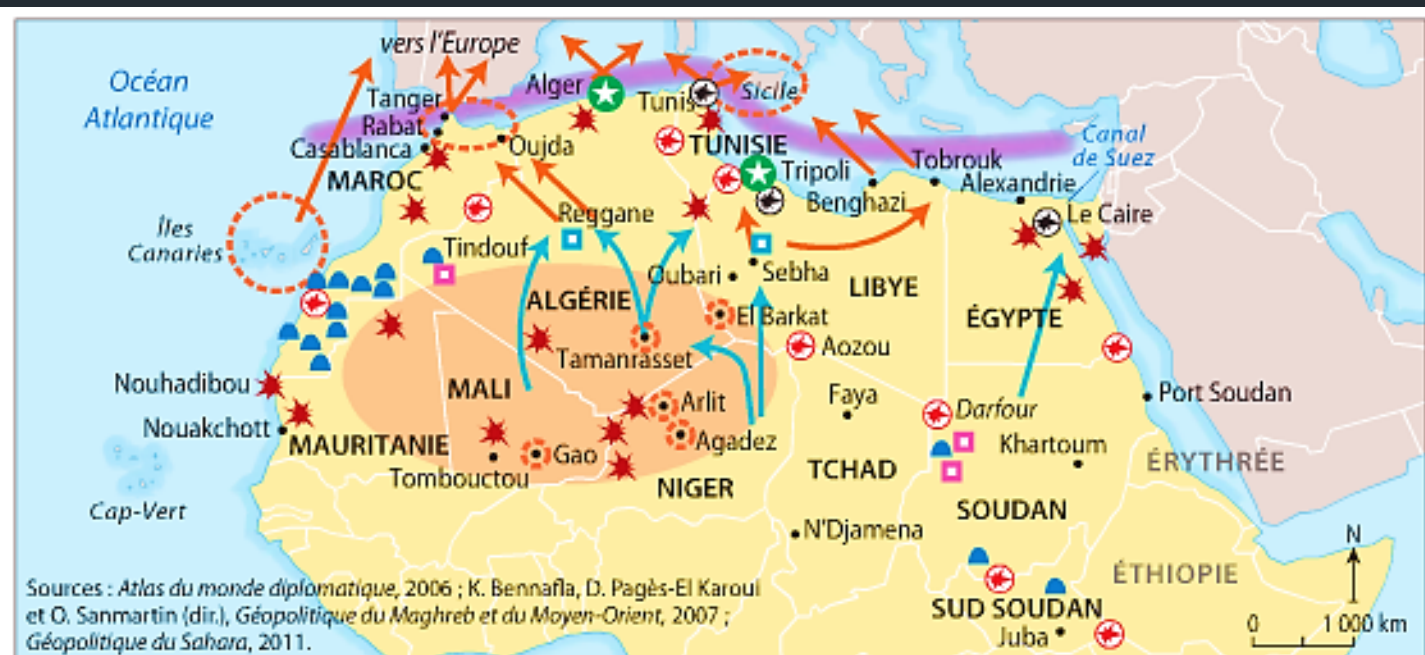 vers l'Europe
Océan
Atlantique
Alger
Tanger
Tunis
Sicile
Rabat
Casablanca
Oujda
TUNISIE
Canal
de Suez
MAROC
Tripoli
Tobrouk
Benghazi
Alexandrie
Îles
Canaries
Reggane
Le Caire
Tindouf
Oubari
Sebha
LIBYE
ALGÉRIE
El Barkat
ÉGYPTE
Tamanrasset
Aozou
Nouhadibou
MALI
Arlit
Faya
Darfour
Port Soudan
Nouakchott
MAURITANIE
Agadez
Khartoum
Gao
Tombouctou
TCHAD
ÉRYTHRÉE
NIGER
Cap-Vert
SOUDAN
N'Djamena
N
ÉTHIOPIE
Sources : Atlas du monde diplomatique, 2006 ; K. Bennafla, D. Pagès-El Karoui
et O. Sanmartin (dir.), Géopolitique du Maghreb et du Moyen-Orient, 2007 ;
Géopolitique du Sahara, 2011.
SUD SOUDAN
Juba
0 1 000 km